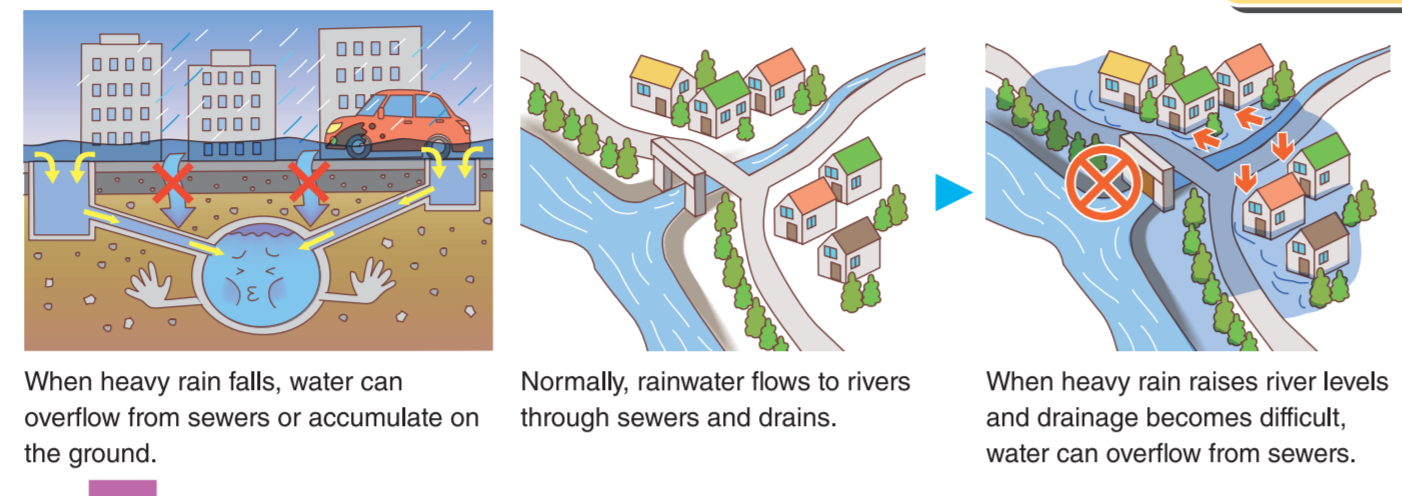 When heavy rain falls, water can
overflow from sewers or accumulate on
the ground.
Normally, rainwater flows to rivers
through sewers and drains.
When heavy rain raises river levels
and drainage becomes difficult,
water can overflow from sewers.